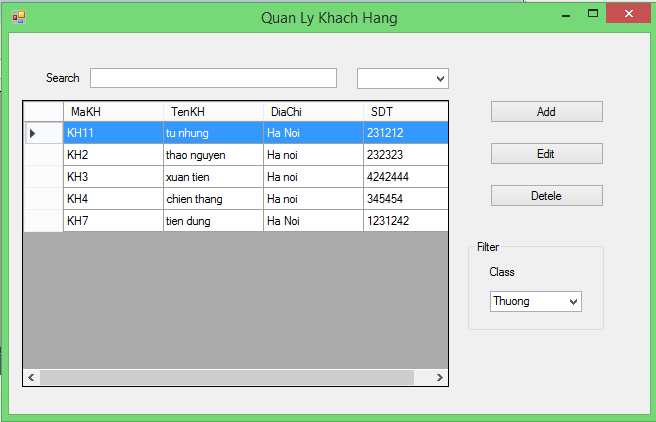 Quan Ly Khach Hang
Search
MaKH TenKH DiaChi SDT
KH11 tu nhung Ha Noi 231212
KH2 thao nguyen Ha noi 232323
KH3 xuan tien Ha noi 4242444
KH4 chien thang Ha noi 345454
KH7 tien dung Ha Noi 1231242
Add
Edit
Detele
Filter
Class
Thuong